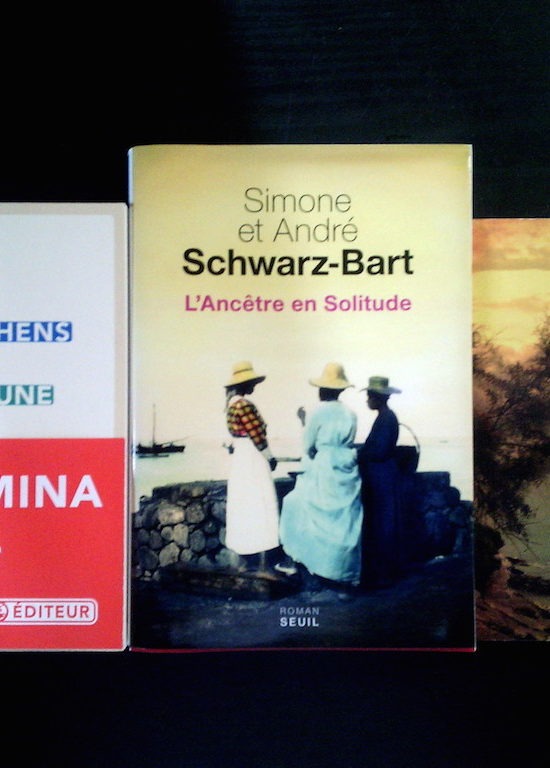 HENS
UNE
MINA
ÉDITEUR
Simone
et André
Schwarz-Bart
L'Ancêtre en Solitude
ROMAN
SEUIL